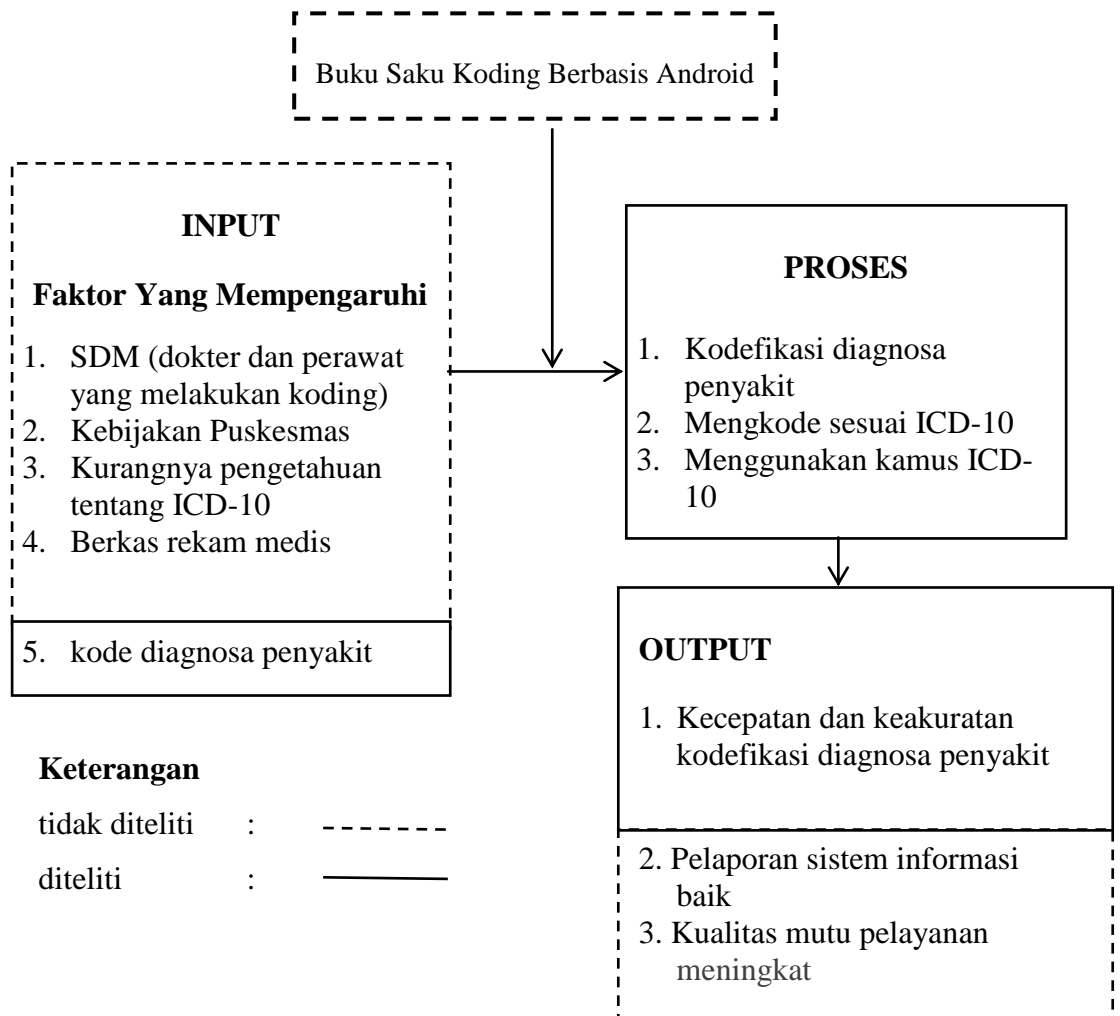 Buku Saku Koding Berbasis Android
INPUT
Faktor Yang Mempengaruhi
1. SDM (dokter dan perawat
yang melakukan koding)
2. Kebijakan Puskesmas
3. Kurangnya pengetahuan
tentang ICD-10
4. Berkas rekam medis
5. kode diagnosa penyakit
PROSES
1. Kodefikasi diagnosa
penyakit
2. Mengkode sesuai ICD-10
3. Menggunakan kamus ICD-
10
OUTPUT
1. Kecepatan dan keakuratan
kodefikasi diagnosa penyakit
2. Pelaporan sistem informasi
baik
3. Kualitas mutu pelayanan
meningkat
Keterangan
tidak diteliti :
diteliti :